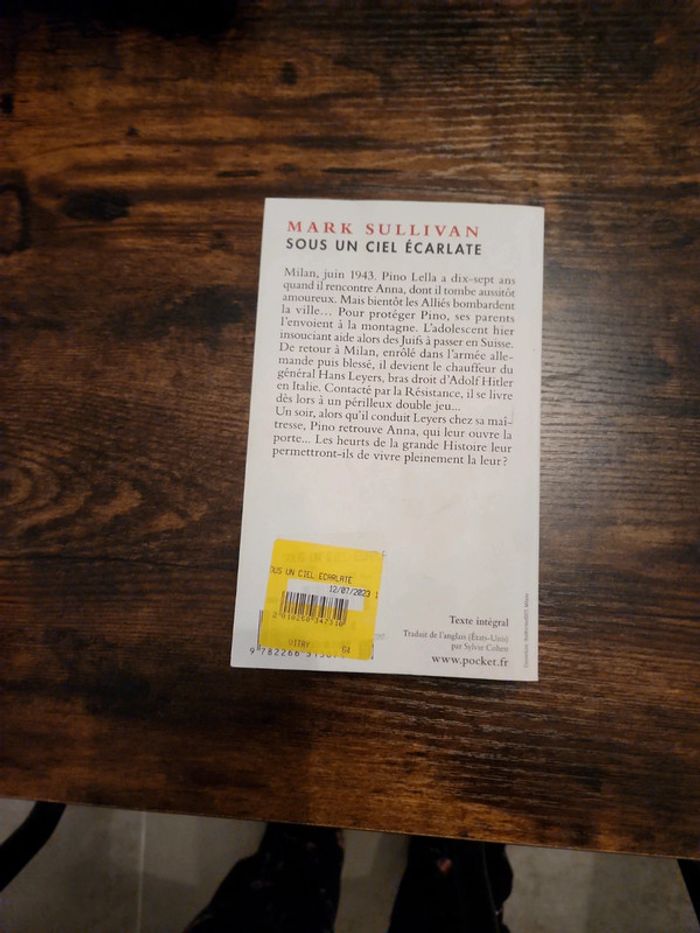 MARK SULLIVAN
SOUS UN CIEL ÉCARLATE
Milan, juin 1943. Pino Lella a dix-sept ans
quand il rencontre Anna, dont il tombe aussitôt
amoureux. Mais bientôt les Alliés bombardent
la ville... Pour protéger Pino, ses parents
l'envoient à la montagne. L'adolescent hier
insouciant aide alors des Juifs à passer en Suisse.
De retour à Milan, enrôlé dans l'armée alle-
mande puis blessé, il devient le chauffeur du
général Hans Leyers, bras droit d'Adolf Hitler
en Italie. Contacté par la Résistance, il se livre
dès lors à un périlleux double jeu...
Un soir, alors qu'il conduit Leyers chez sa maî-
tresse, Pino retrouve Anna, qui leur ouvre la
porte... Les heurts de la grande Histoire leur
permettront-ils de vivre pleinement la leur ?
OUS UN CIEL ECARLATE
12/07/2023 1
VITRY 64
9 782266
Texte intégral
Traduit de l'anglais (États-Unis)
par Sylvie Cohen
www.pocket.fr